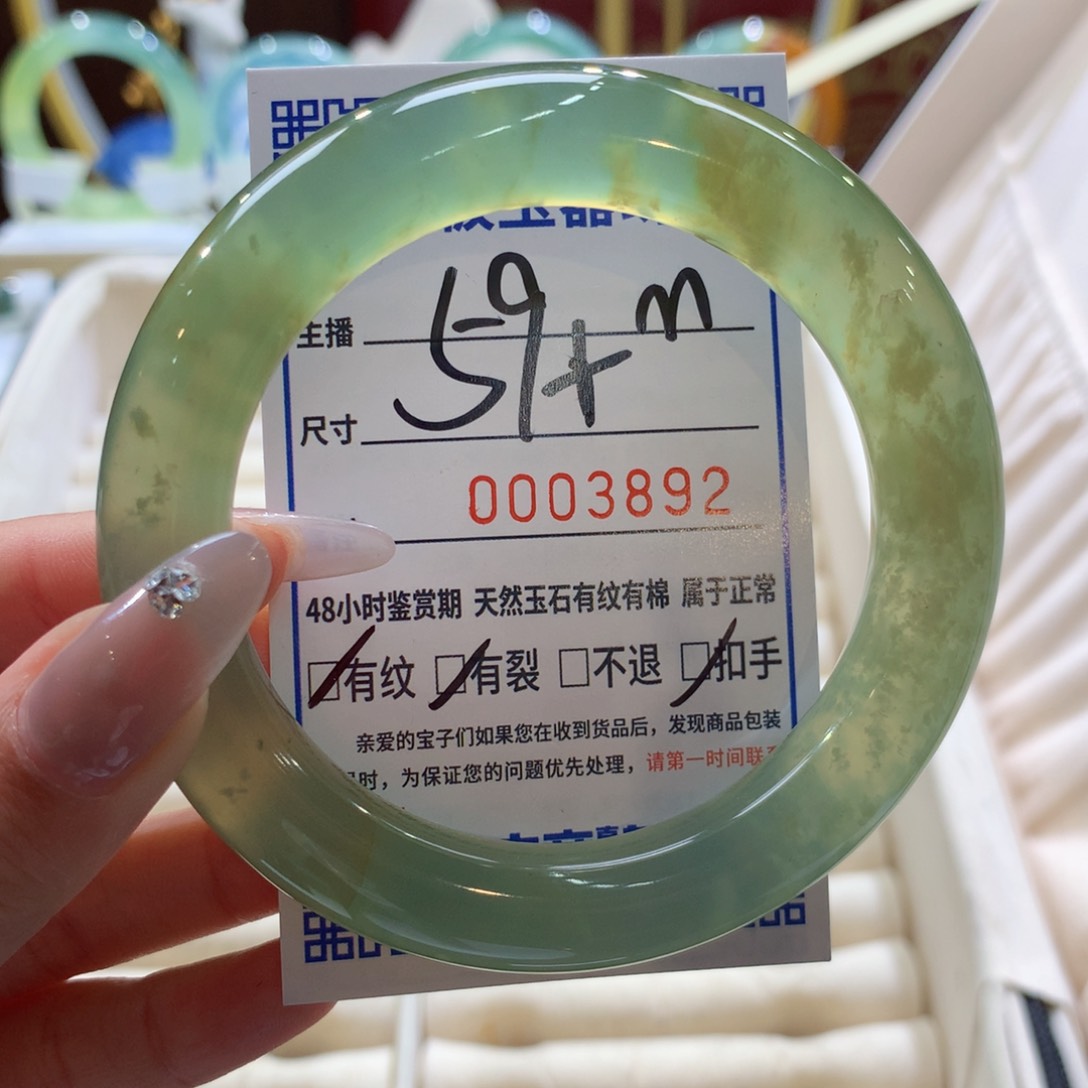 主播
59+ m
尺寸
0003892
48小时鉴赏期 天然玉石有纹有棉 属于正常
有纹 有裂 不退 扣手
亲爱的宝子们如果您在收到货品后，发现商品包装
时，为保证您的问题优先处理，请第一时间联